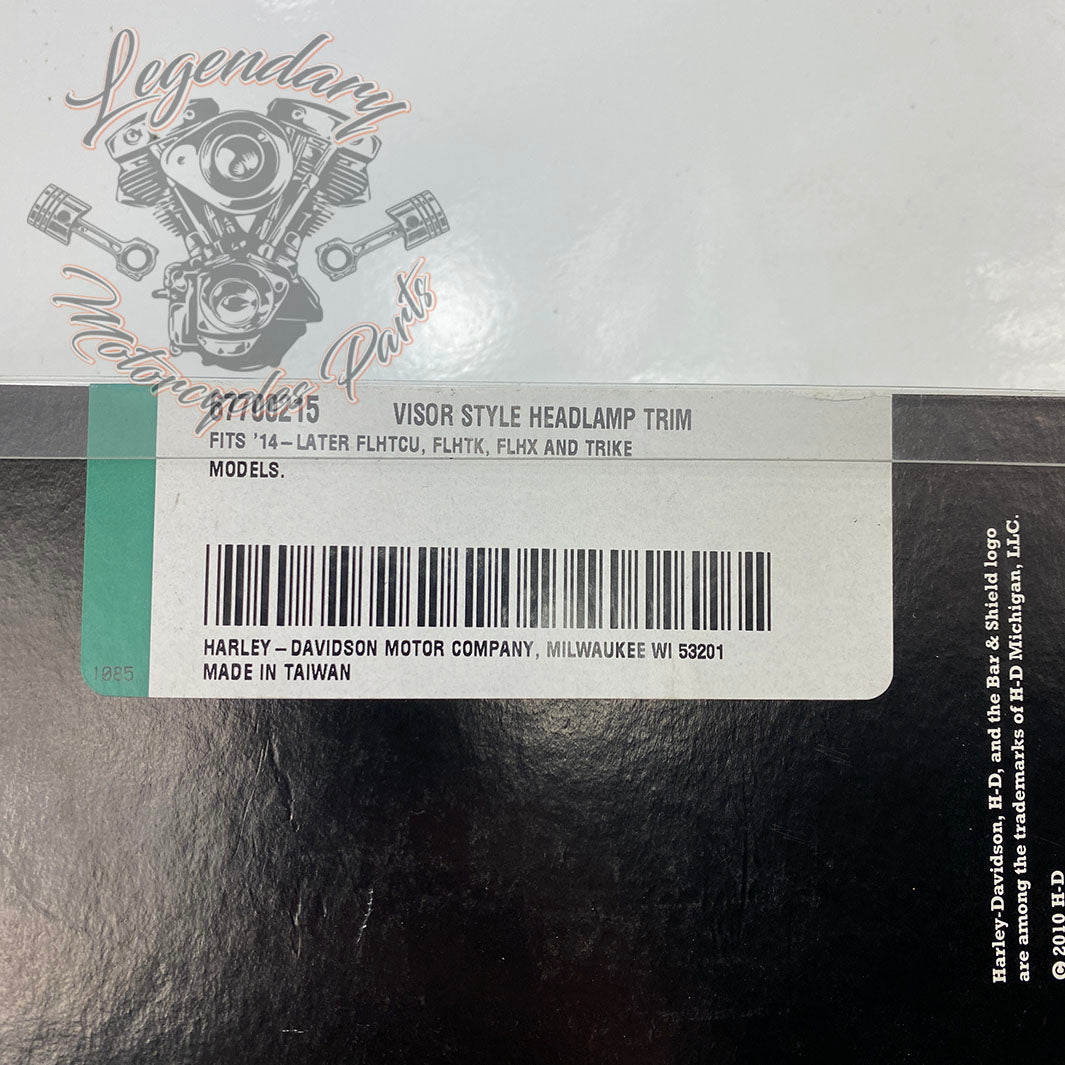 Legendary
Motorcycles Parts
67700215 VISOR STYLE HEADLAMP TRIM
FITS '14–LATER FLHTCU, FLHTK, FLHX AND TRIKE
MODELS.
HARLEY–DAVIDSON MOTOR COMPANY, MILWAUKEE WI 53201
MADE IN TAIWAN
1085
Harley-Davidson, H-D, and the Bar & Shield logo
are among the trademarks of H-D Michigan, LLC.
© 2010 H-D